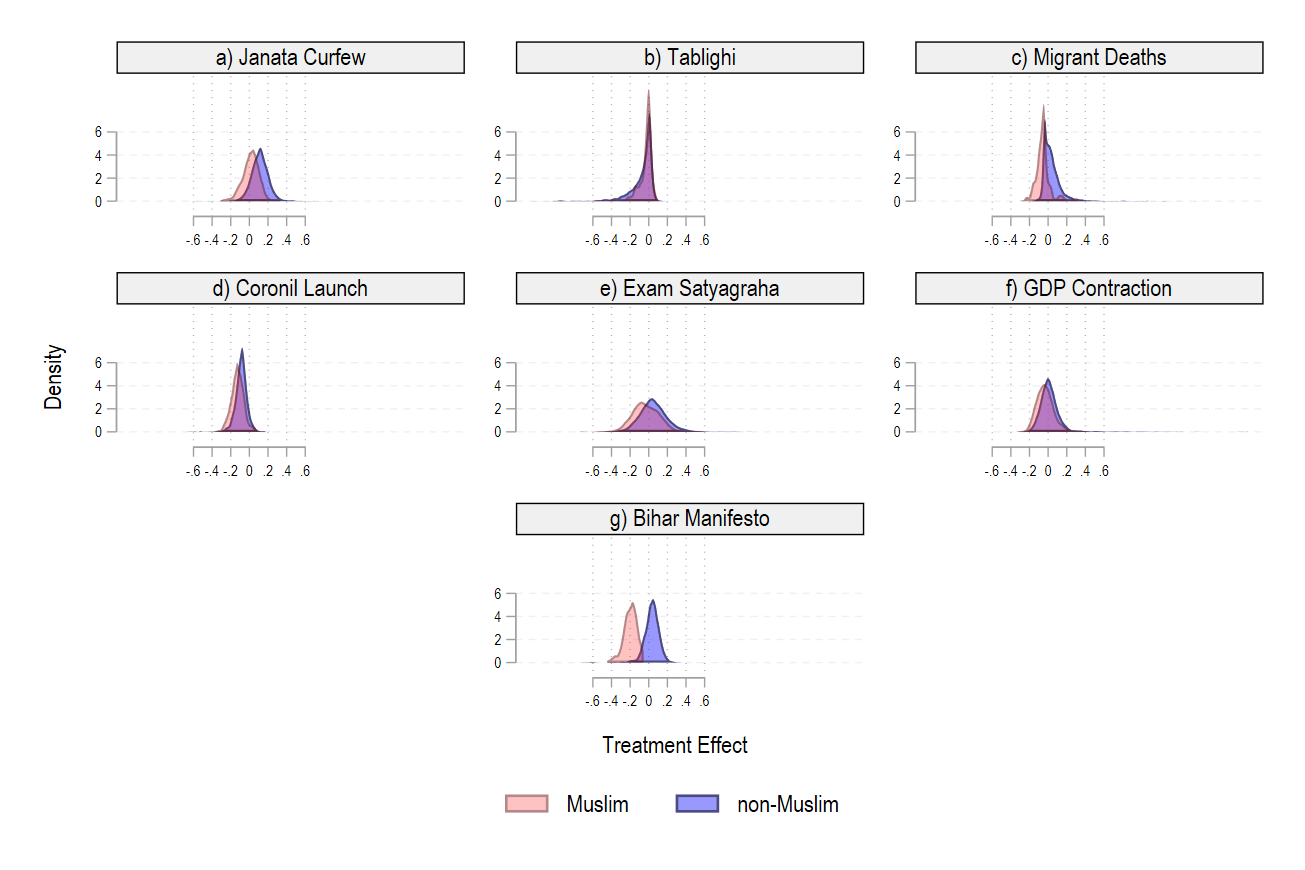 a) Janata Curfew
b) Tablighi
c) Migrant Deaths
6
4
2
0
-.6 -.4 -.2 0 .2 .4 .6
6
4
2
0
-.6 -.4 -.2 0 .2 .4 .6
6
4
2
0
-.6 -.4 -.2 0 .2 .4 .6
d) Coronil Launch
e) Exam Satyagraha
f) GDP Contraction
Density
6
4
2
0
-.6 -.4 -.2 0 .2 .4 .6
6
4
2
0
-.6 -.4 -.2 0 .2 .4 .6
6
4
2
0
-.6 -.4 -.2 0 .2 .4 .6
g) Bihar Manifesto
6
4
2
0
-.6 -.4 -.2 0 .2 .4 .6
Treatment Effect
Muslim non-Muslim